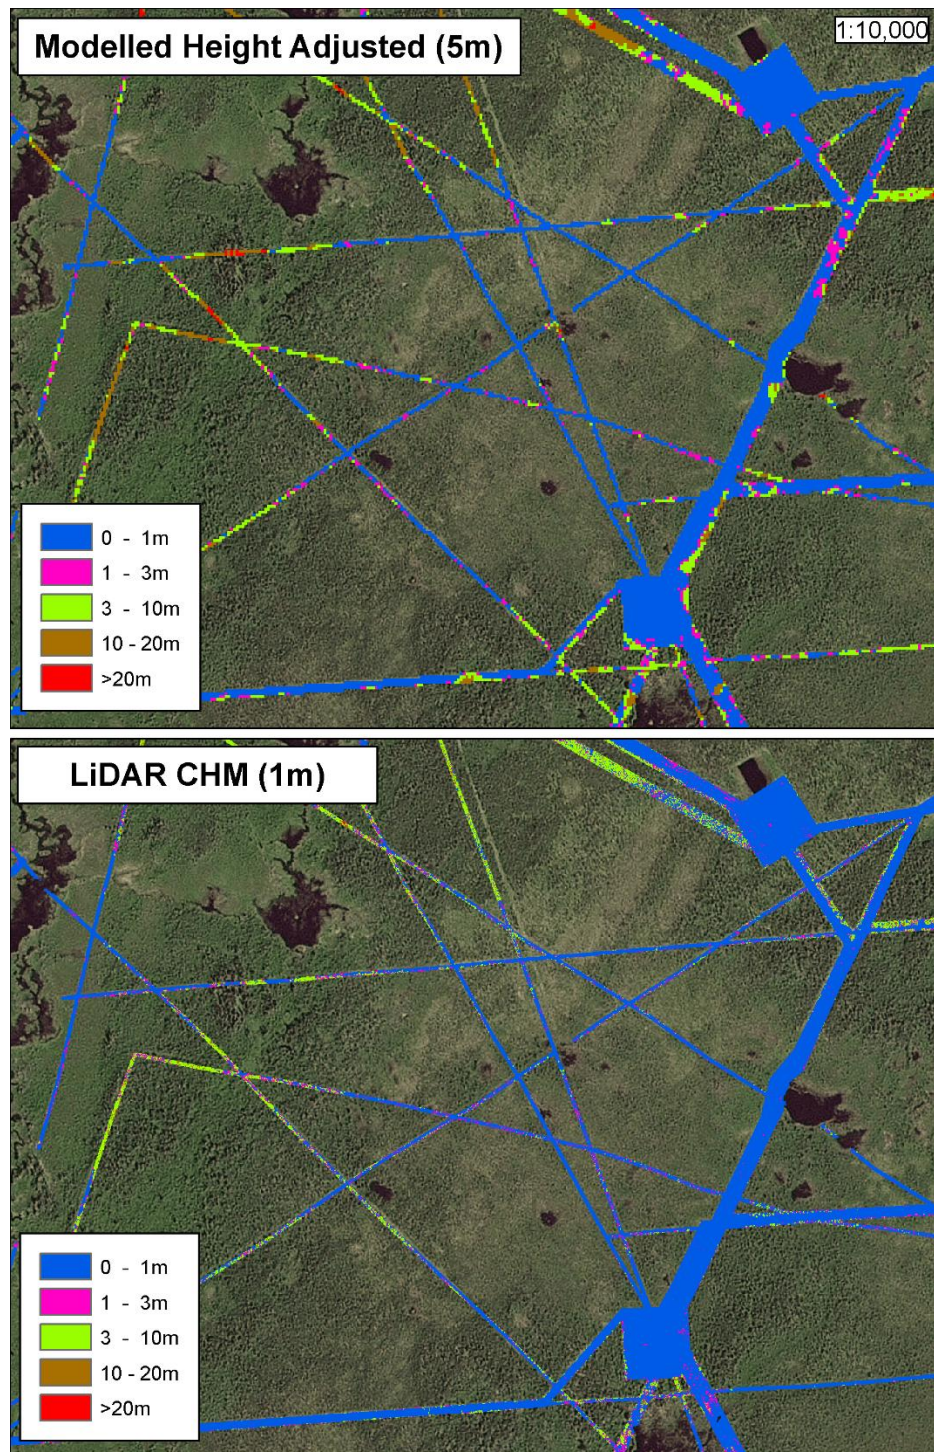 Modelled Height Adjusted (5m)
1:10,000
0 - 1m
1 - 3m
3 - 10m
10 - 20m
>20m
LiDAR CHM (1m)
0 - 1m
1 - 3m
3 - 10m
10 - 20m
>20m